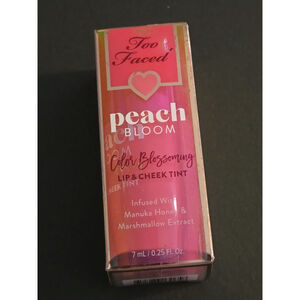 Too
Faced
peach
BLOOM
Color Blossoming
LIP & CHEEK TINT
Infused With
Manuka Honey &
Marshmallow Extract
7 mL / 0.25 Fl. Oz.